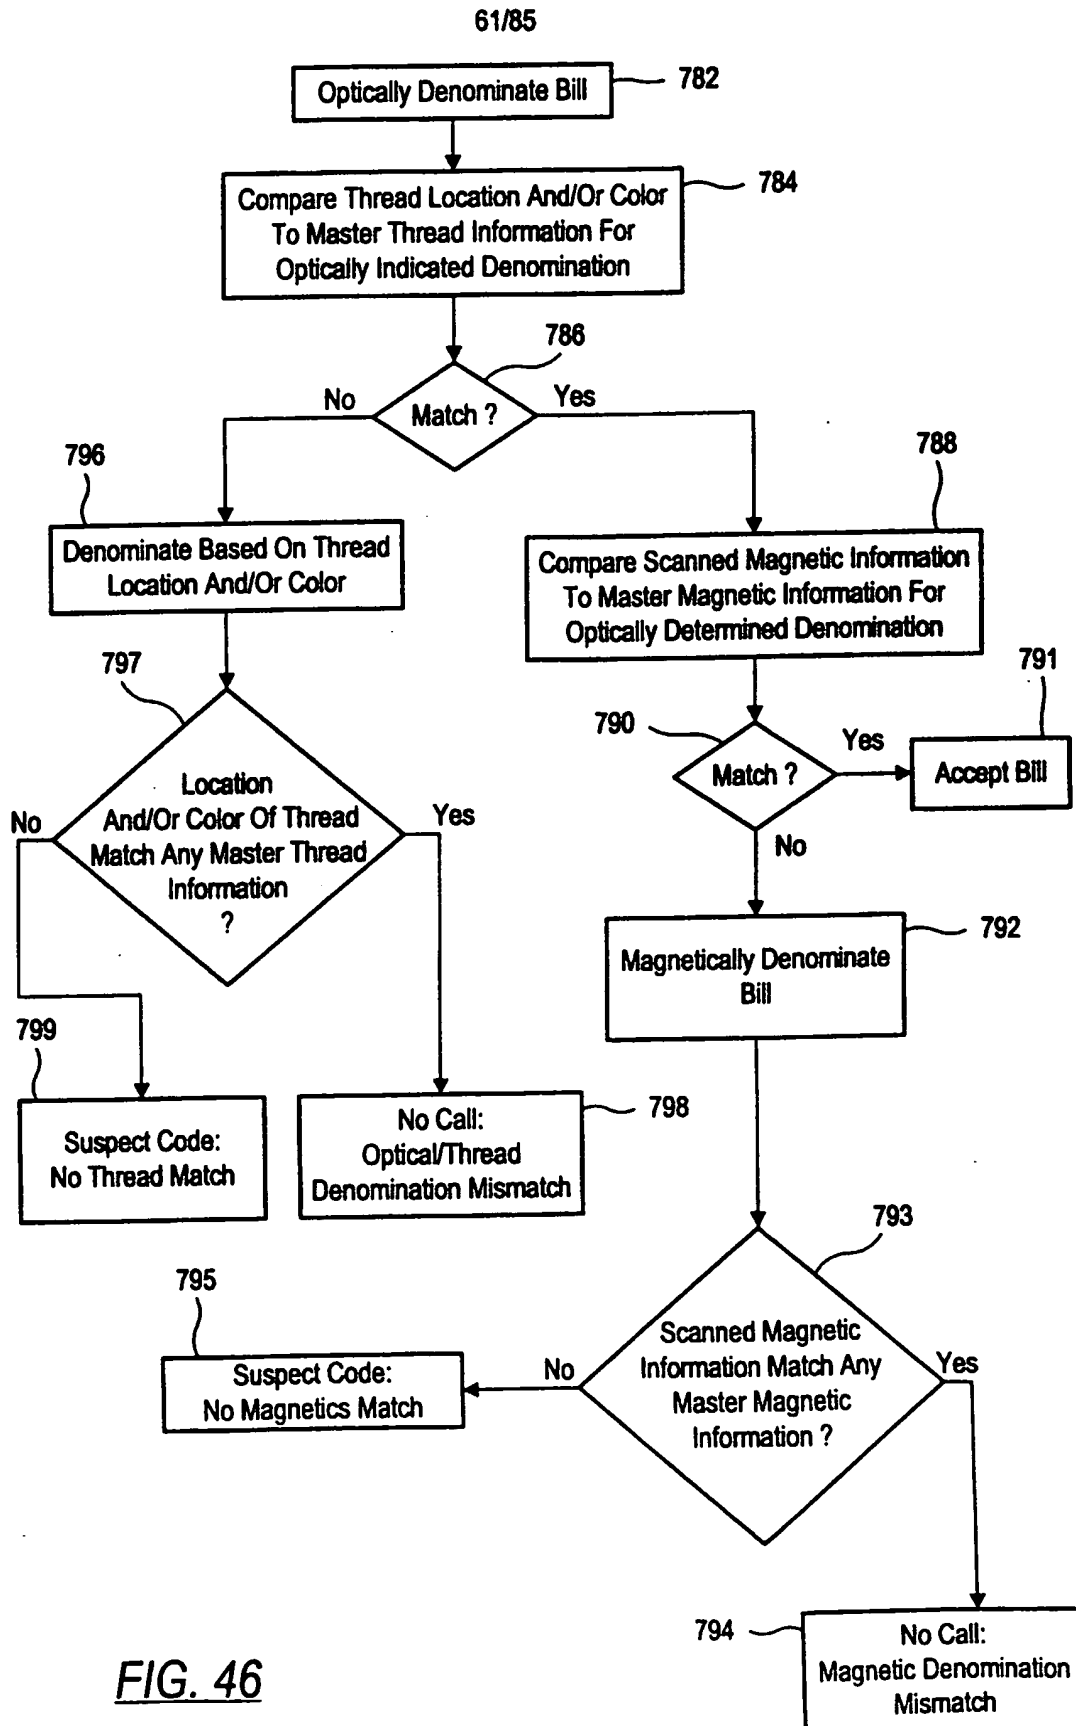 61/85
Optically Denominate Bill
782
Compare Thread Location And/Or Color
To Master Thread Information For
Optically Indicated Denomination
784
786
Match ?
No
Yes
796
Denominate Based On Thread
Location And/Or Color
788
Compare Scanned Magnetic Information
To Master Magnetic Information For
Optically Determined Denomination
797
Location
And/Or Color Of Thread
Match Any Master Thread
Information
?
No
Yes
790
Match ?
Yes
No
791
Accept Bill
792
Magnetically Denominate
Bill
799
Suspect Code:
No Thread Match
No Call:
Optical/Thread
Denomination Mismatch
798
793
Scanned Magnetic
Information Match Any
Master Magnetic
Information ?
No
Yes
795
Suspect Code:
No Magnetics Match
794
No Call:
Magnetic Denomination
Mismatch
FIG. 46